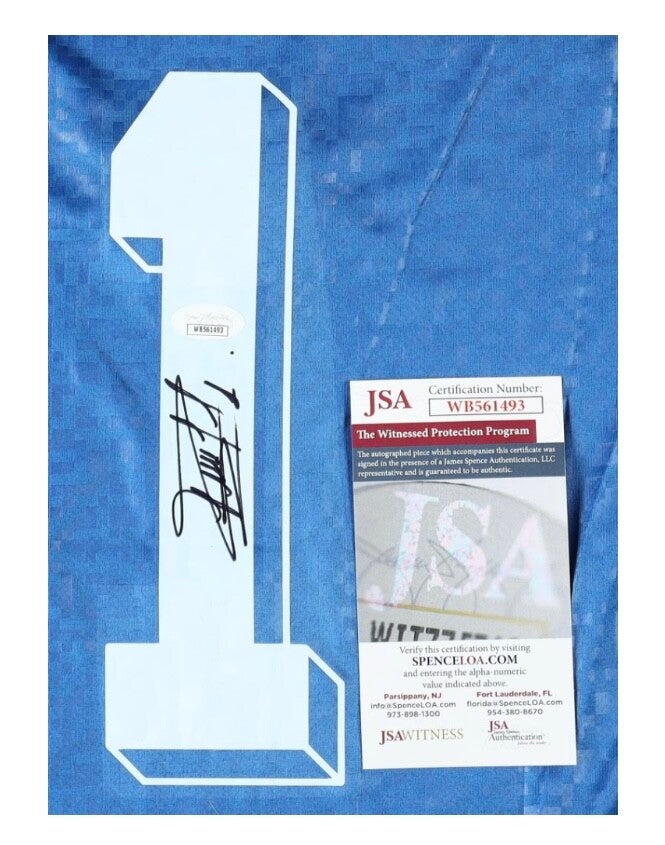 1
WB561493
JSA
Certification Number:
WB561493
The Witnessed Protection Program
The autographed piece which accompanies this certificate was
signed in the presence of a James Spence Authentication, LLC
representative and is guaranteed to be authentic.
JSA
Verify this certification by visiting
SPENCELOA.COM
and entering the alpha-numeric
value indicated above.
Parsippany, NJ
info@SpenceLOA.com
973-898-1300
Fort Lauderdale, FL
florida@SpenceLOA.com
954-380-8670
JSAWITNESS
JSA
James Spence
Authentication